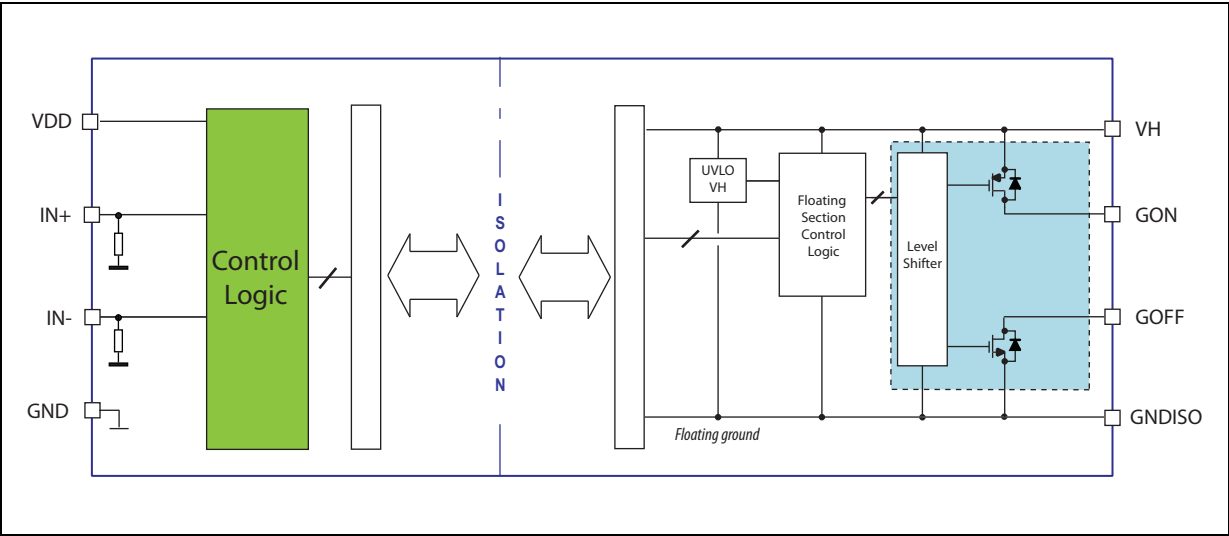 VDD
IN+
IN-
GND
Control
Logic
ISOLATION
UVLO
VH
Floating
Section
Control
Logic
Level
Shifter
Floating ground
VH
GON
GOFF
GNDISO